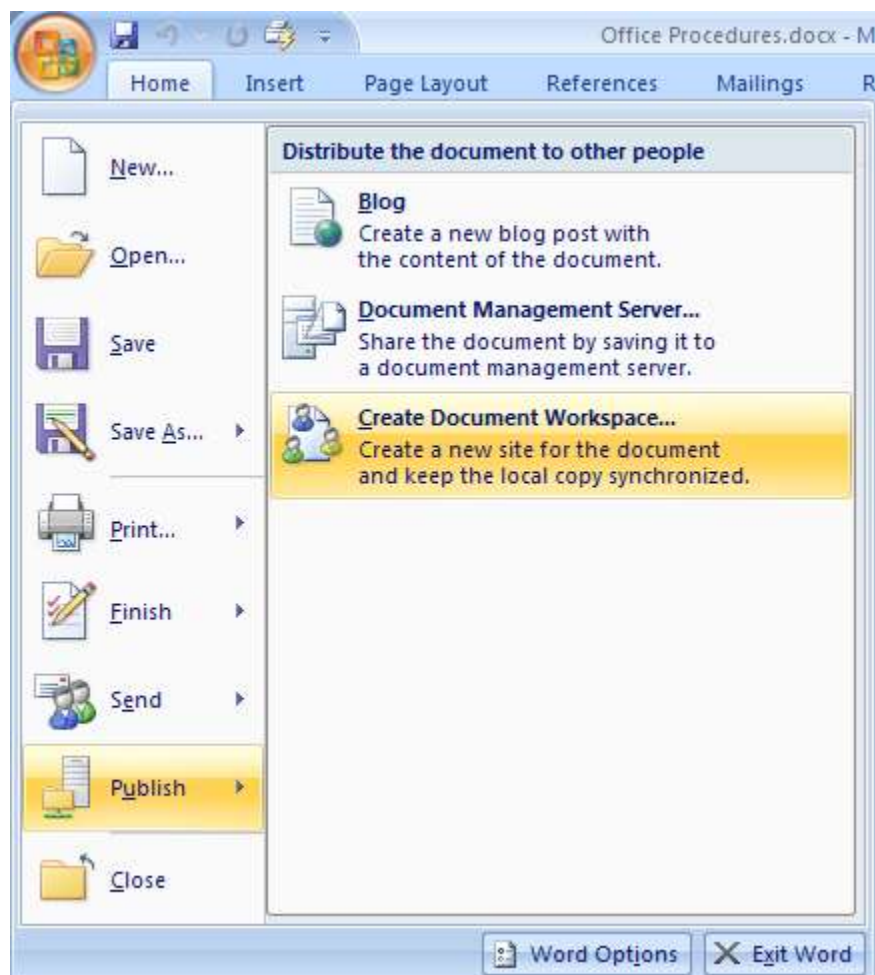 Office Procedures.docx - M
Home Insert Page Layout References Mailings R
New...
Open...
Save
Save As...
Print...
Finish
Send
Publish
Close
Distribute the document to other people
Blog
Create a new blog post with
the content of the document.
Document Management Server...
Share the document by saving it to
a document management server.
Create Document Workspace...
Create a new site for the document
and keep the local copy synchronized.
Word Options Exit Word